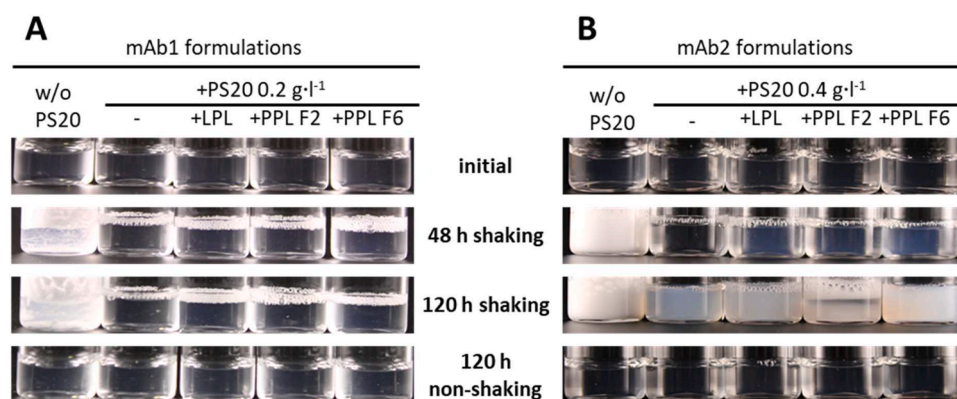 A
mAb1 formulations
w/o
PS20
+PS20 0.2 g·l⁻¹
- +LPL +PPL F2 +PPL F6
B
mAb2 formulations
w/o
PS20
+PS20 0.4 g·l⁻¹
- +LPL +PPL F2 +PPL F6
initial
48 h shaking
120 h shaking
120 h
non-shaking